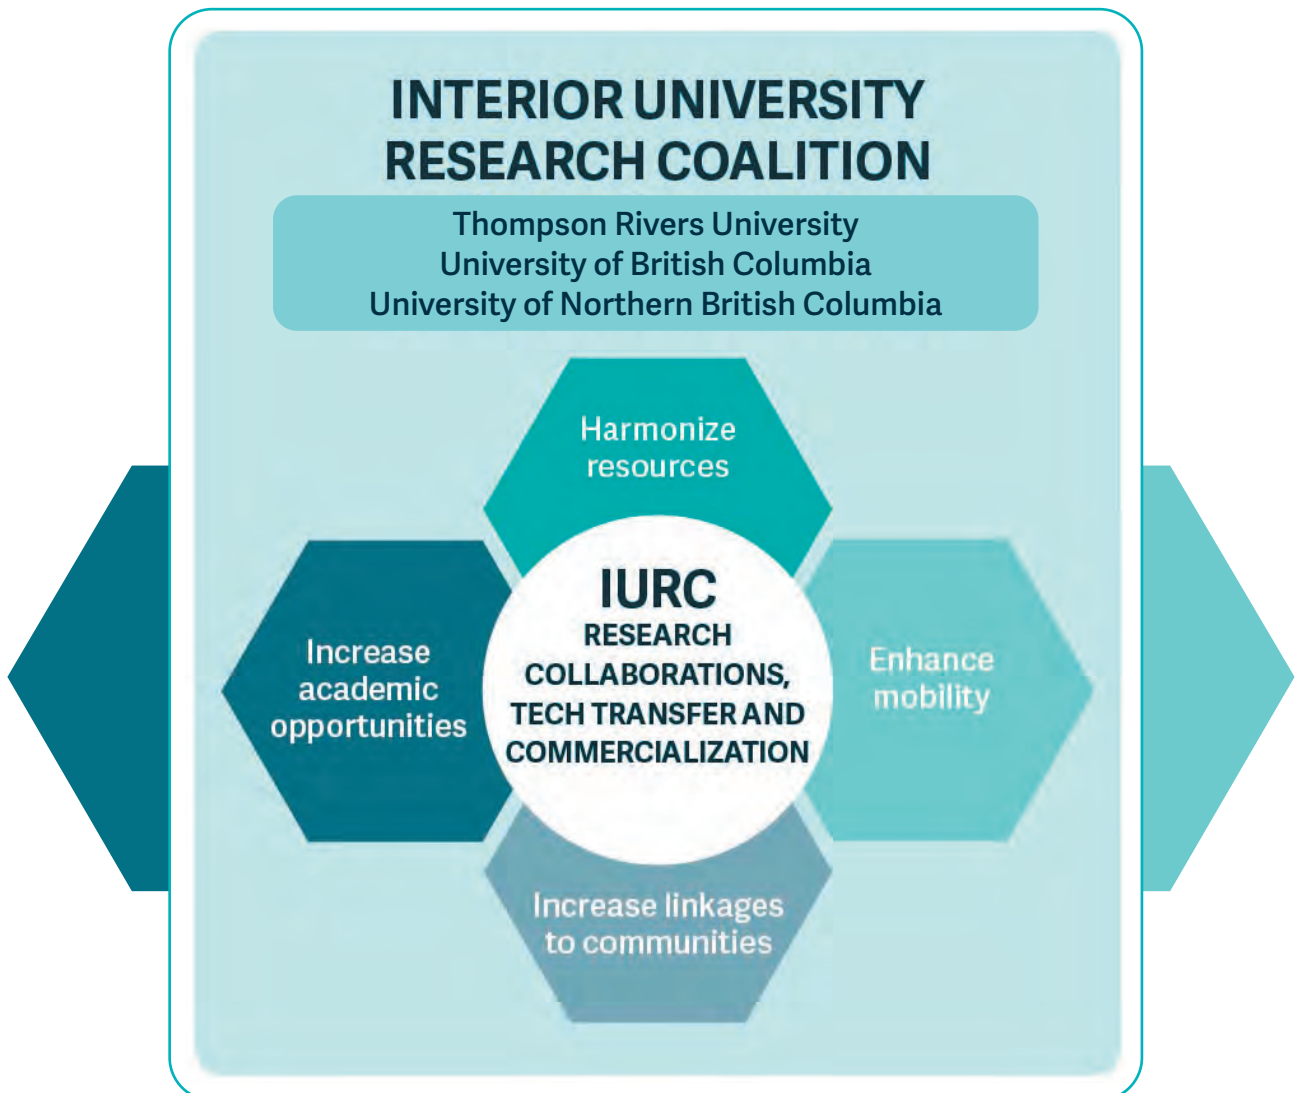 INTERIOR UNIVERSITY
RESEARCH COALITION
Thompson Rivers University
University of British Columbia
University of Northern British Columbia
Harmonize
resources
Increase
academic
opportunities
IURC
RESEARCH
COLLABORATIONS,
TECH TRANSFER AND
COMMERCIALIZATION
Enhance
mobility
Increase linkages
to communities